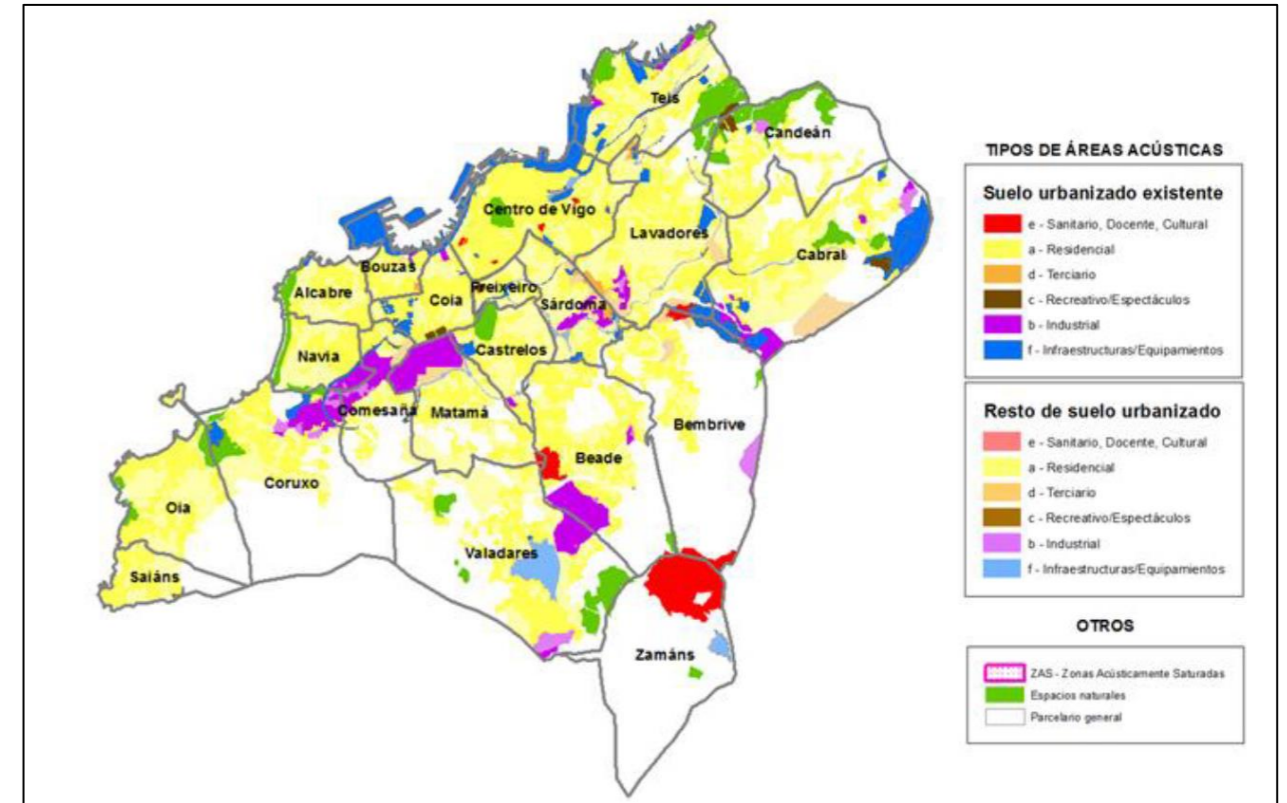 Teis
Candeán
Centro de Vigo
Lavadores
Cabral
Bouzas
Alcabre
Coia
Freixeiro
Sárdoma
Navia
Castrelos
Comesaña
Matamá
Bembrive
Beade
Coruxo
Oia
Valadares
Saiáns
Zamáns
TIPOS DE ÁREAS ACÚSTICAS
Suelo urbanizado existente
e - Sanitario, Docente, Cultural
a - Residencial
d - Terciario
c - Recreativo/Espectáculos
b - Industrial
f - Infraestructuras/Equipamientos
Resto de suelo urbanizado
e - Sanitario, Docente, Cultural
a - Residencial
d - Terciario
c - Recreativo/Espectáculos
b - Industrial
f - Infraestructuras/Equipamientos
OTROS
ZAS - Zonas Acústicamente Saturadas
Espacios naturales
Parcelario general